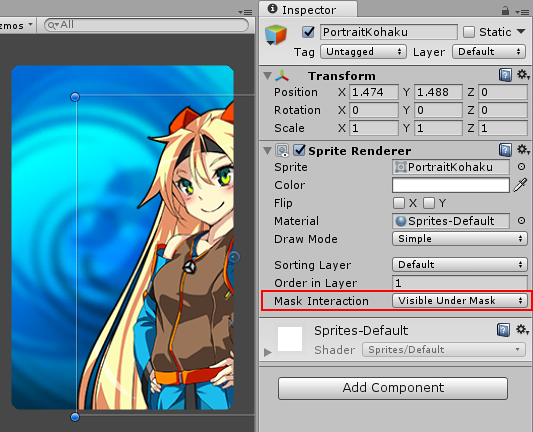 Inspector
zmos All
PortraitKohaku Static
Tag Untagged Layer Default
Transform
Position X 1.474 Y 1.488 Z 0
Rotation X 0 Y 0 Z 0
Scale X 1 Y 1 Z 1
Sprite Renderer
Sprite PortraitKohaku
Color
Flip X Y
Material Sprites-Default
Draw Mode Simple
Sorting Layer Default
Order in Layer 1
Mask Interaction Visible Under Mask
Sprites-Default
Shader Sprites/Default
Add Component